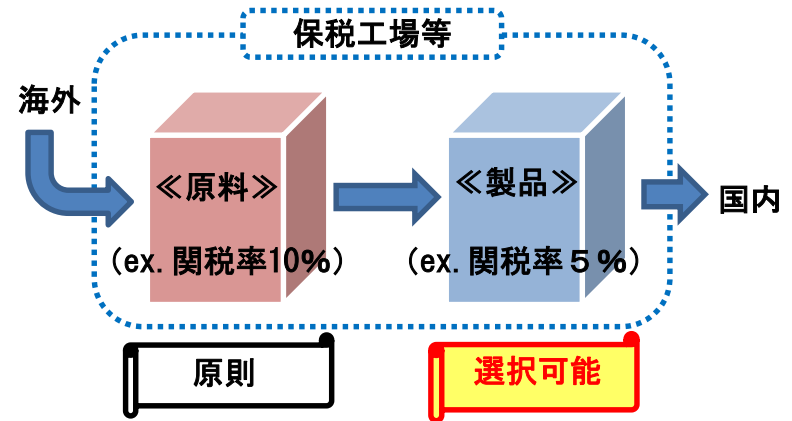 保税工場等
海外
≪原料≫
(ex.関税率10%)
≪製品≫
(ex.関税率５％)
国内
原則
選択可能